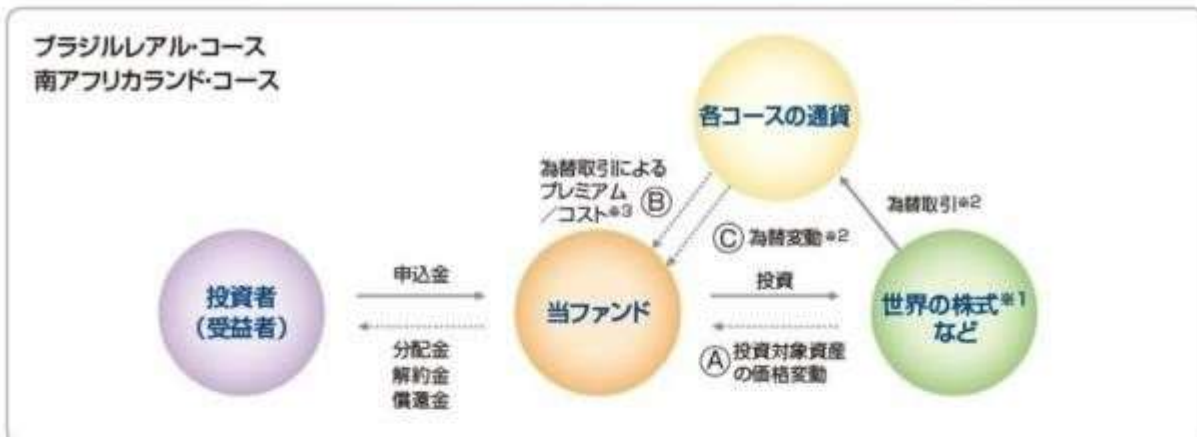 ブラジルレアル・コース
南アフリカランド・コース
各コースの通貨
為替取引による
プレミアム
／コスト※3 Ⓑ
為替取引※2
Ⓒ 為替変動※2
投資者
（受益者）
申込金
分配金
解約金
償還金
当ファンド
投資
Ⓐ 投資対象資産
の価格変動
世界の株式※1
など